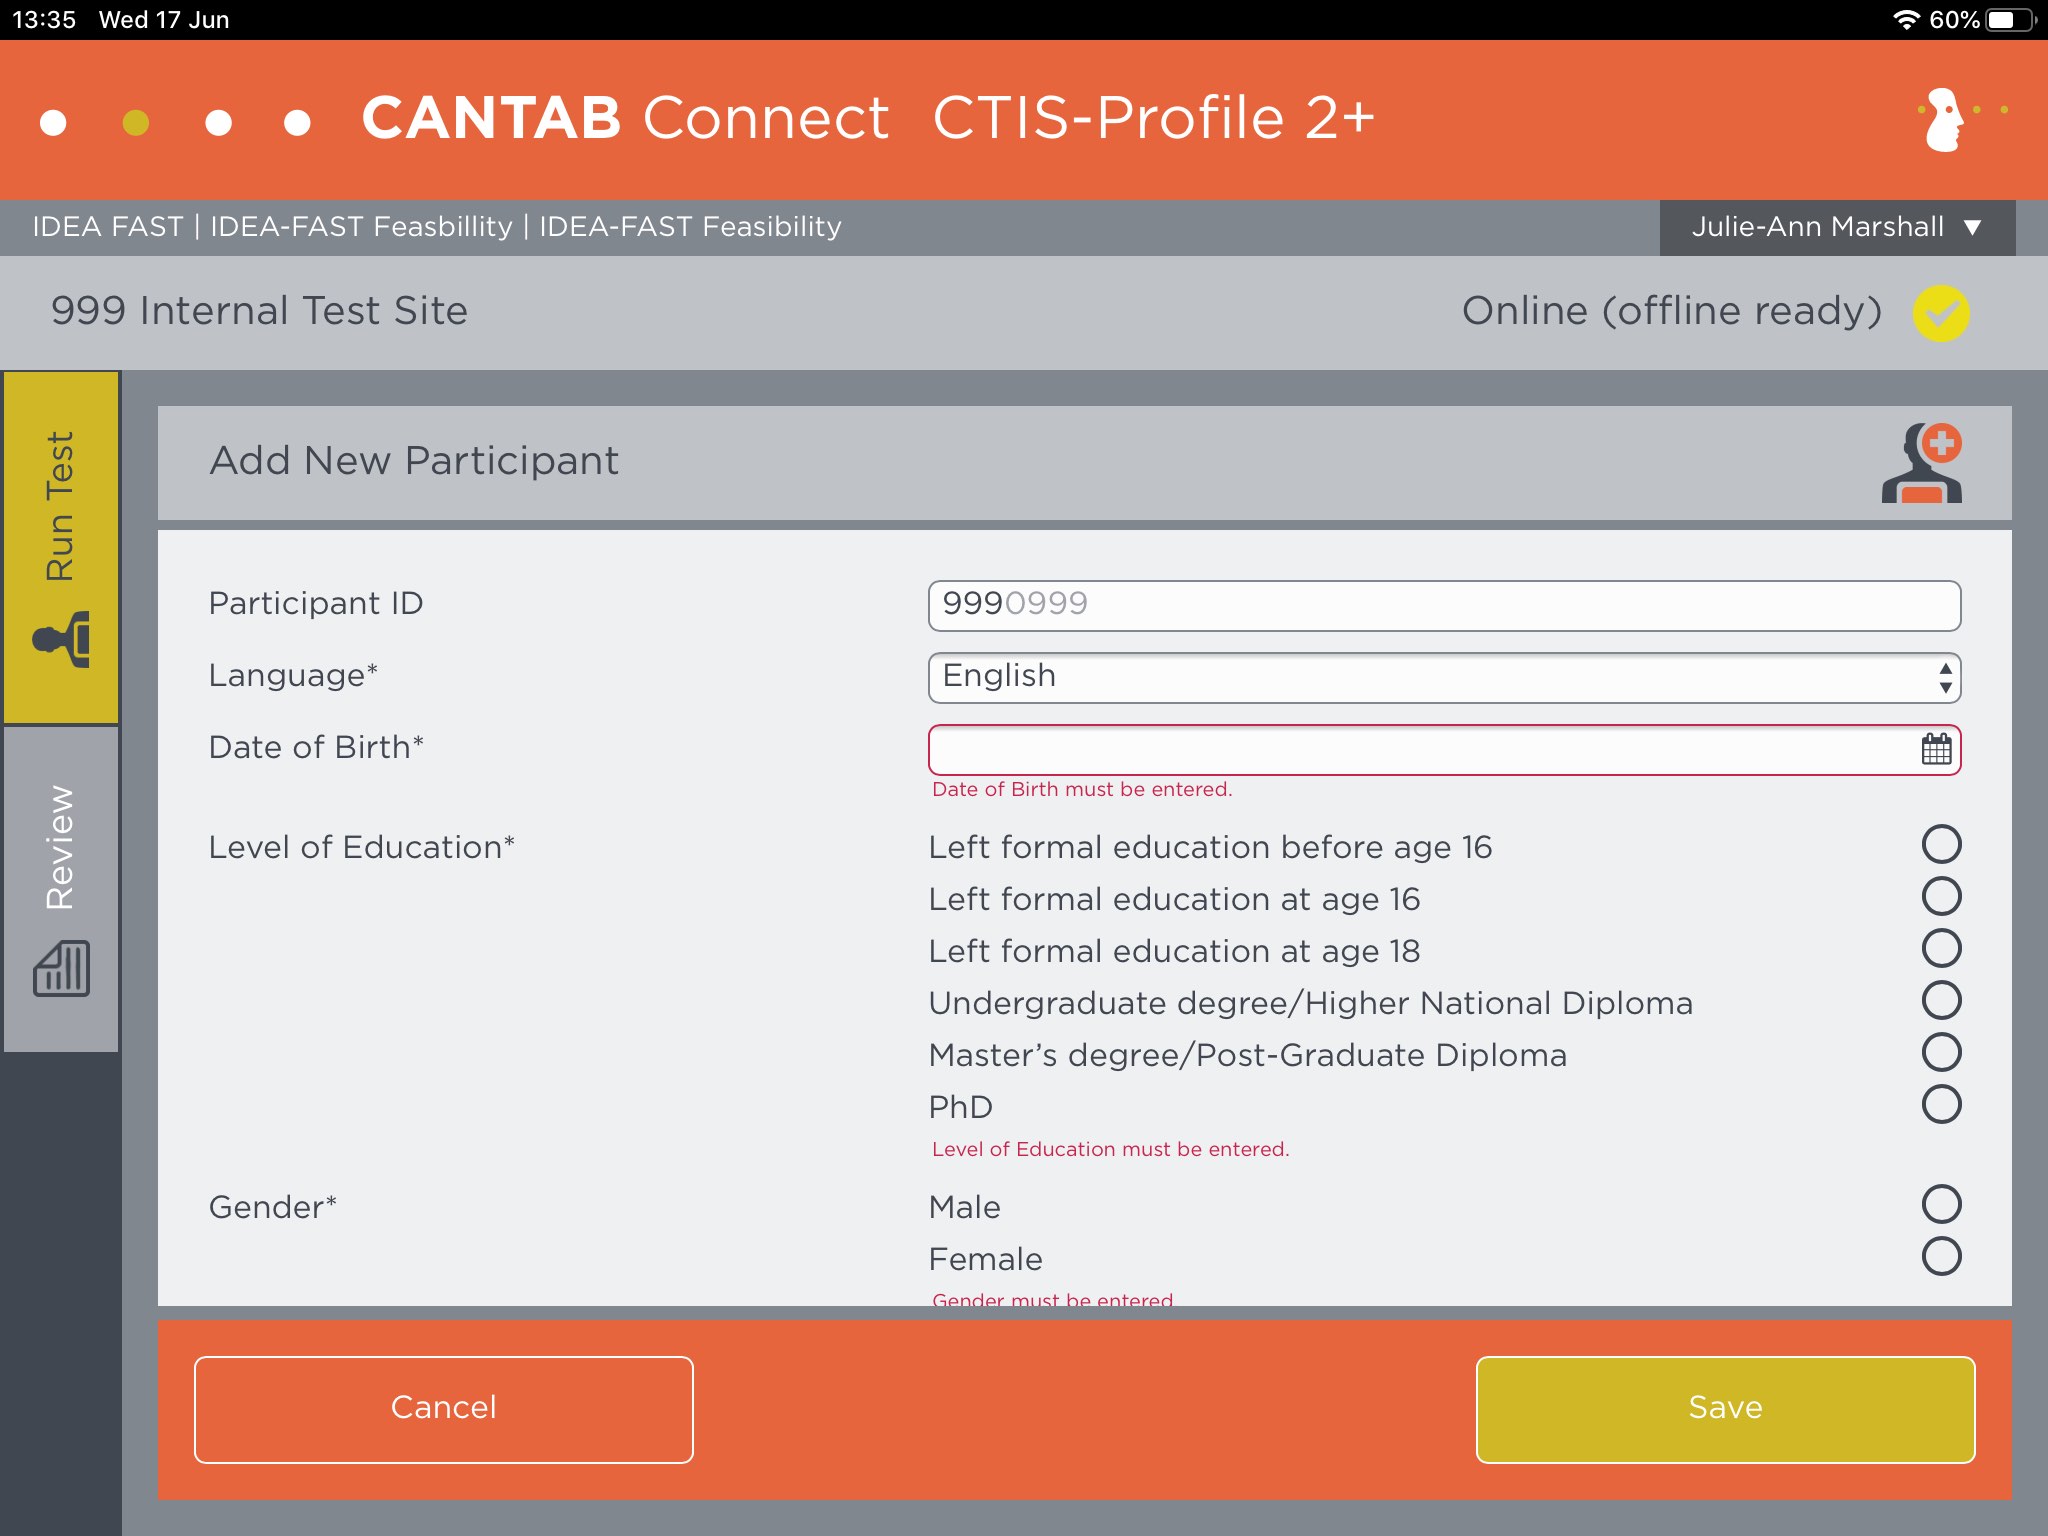 13:35 Wed 17 Jun 60%
CANTAB Connect CTIS-Profile 2+
IDEA FAST | IDEA-FAST Feasbillity | IDEA-FAST Feasibility Julie-Ann Marshall ▼
999 Internal Test Site Online (offline ready)
Run Test
Review
Add New Participant
Participant ID 9990999
Language* English
Date of Birth*
Date of Birth must be entered.
Level of Education* Left formal education before age 16
Left formal education at age 16
Left formal education at age 18
Undergraduate degree/Higher National Diploma
Master’s degree/Post-Graduate Diploma
PhD
Level of Education must be entered.
Gender* Male
Female
Gender must be entered.
Cancel Save